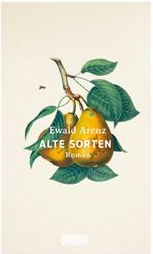 Ewald Arenz
ALTE SORTEN
Roman
DUMONT